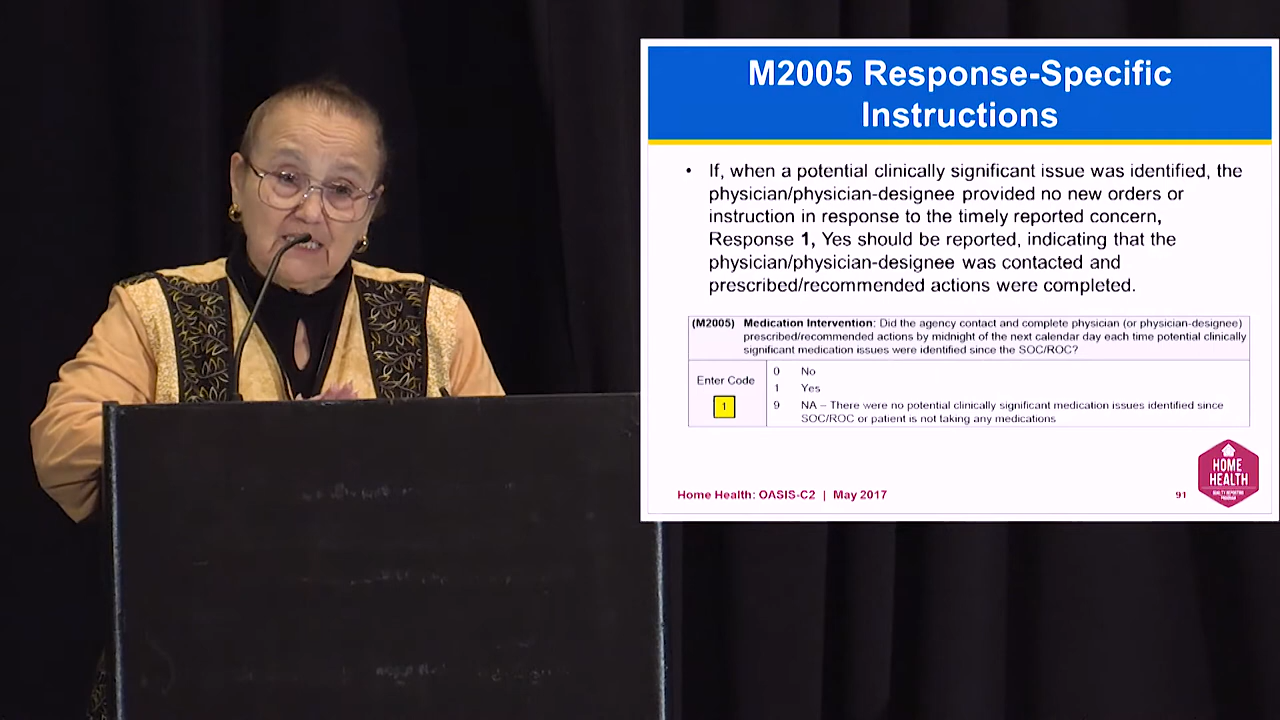 M2005 Response-Specific
Instructions
• If, when a potential clinically significant issue was identified, the
physician/physician-designee provided no new orders or
instruction in response to the timely reported concern,
Response 1, Yes should be reported, indicating that the
physician/physician-designee was contacted and
prescribed/recommended actions were completed.
(M2005) Medication Intervention: Did the agency contact and complete physician (or physician-designee)
prescribed/recommended actions by midnight of the next calendar day each time potential clinically
significant medication issues were identified since the SOC/ROC?
Enter Code
1
0 No
1 Yes
9 NA – There were no potential clinically significant medication issues identified since
SOC/ROC or patient is not taking any medications
HOME
HEALTH
QUALITY REPORTING
PROGRAM
Home Health: OASIS-C2 | May 2017
91